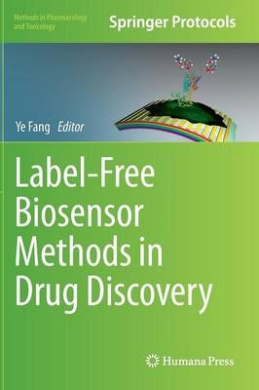 Methods in Pharmacology
and Toxicology
Springer Protocols
Ye Fang Editor
Label-Free
Biosensor
Methods in
Drug Discovery
Humana Press